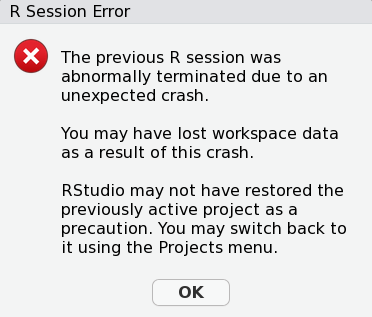 R Session Error
The previous R session was
abnormally terminated due to an
unexpected crash.
You may have lost workspace data
as a result of this crash.
RStudio may not have restored the
previously active project as a
precaution. You may switch back to
it using the Projects menu.
OK